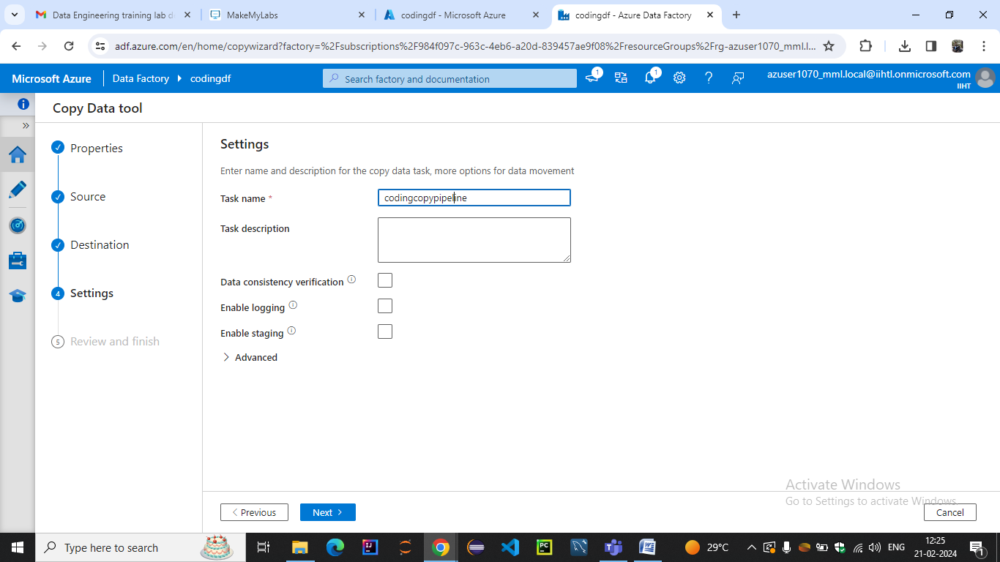 Data Engineering training lab d
MakeMyLabs
codingdf - Microsoft Azure
codingdf - Azure Data Factory
adf.azure.com/en/home/copywizard?factory=%2Fsubscriptions%2F984f097c-963c-4eb6-a20d-839457ae9f08%2FresourceGroups%2Frg-azuser1070_mml.l...
Microsoft Azure
Data Factory
codingdf
Search factory and documentation
1
1
azuser1070_mml.local@iihtl.onmicrosoft.com
IIHT
Copy Data tool
Properties
Source
Destination
4 Settings
5 Review and finish
Settings
Enter name and description for the copy data task, more options for data movement
Task name *
codingcopypipeline
Task description
Data consistency verification
Enable logging
Enable staging
Advanced
Activate Windows
Go to Settings to activate Windows.
Previous
Next
Cancel
Type here to search
29°C
ENG
12:25
21-02-2024
1